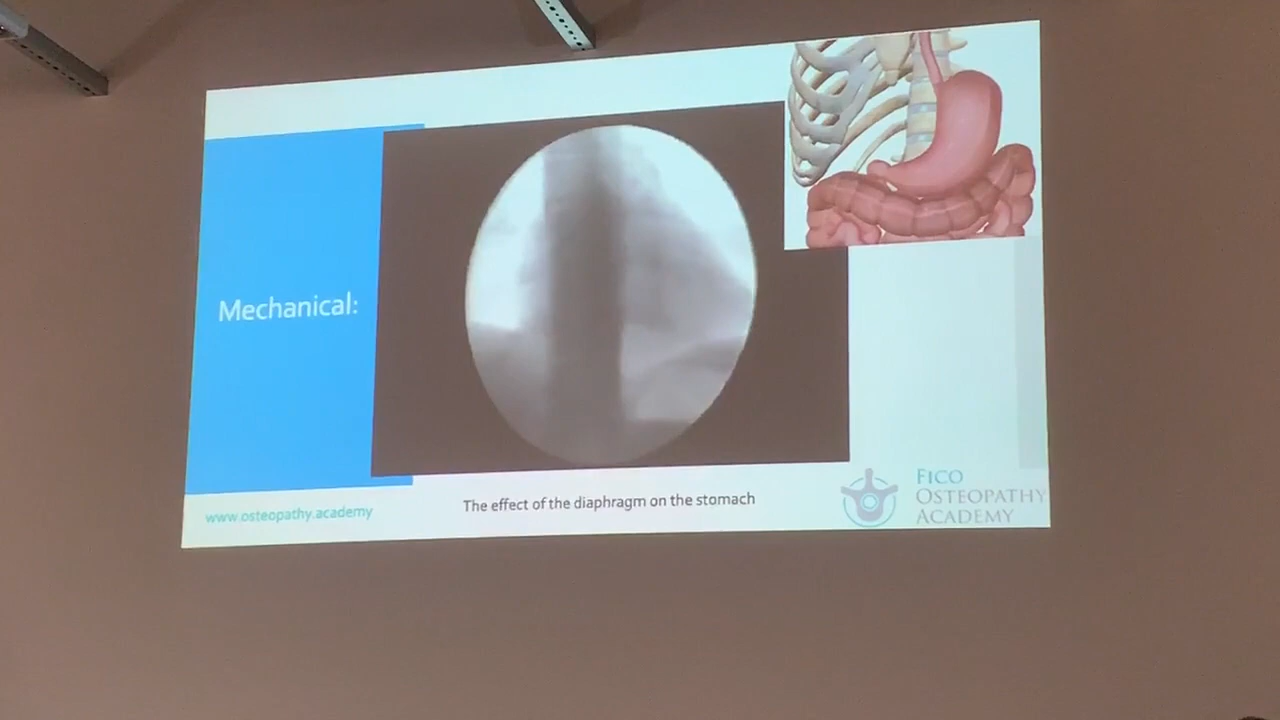 Mechanical:
The effect of the diaphragm on the stomach
www.osteopathy.academy
FICO
OSTEOPATHY
ACADEMY